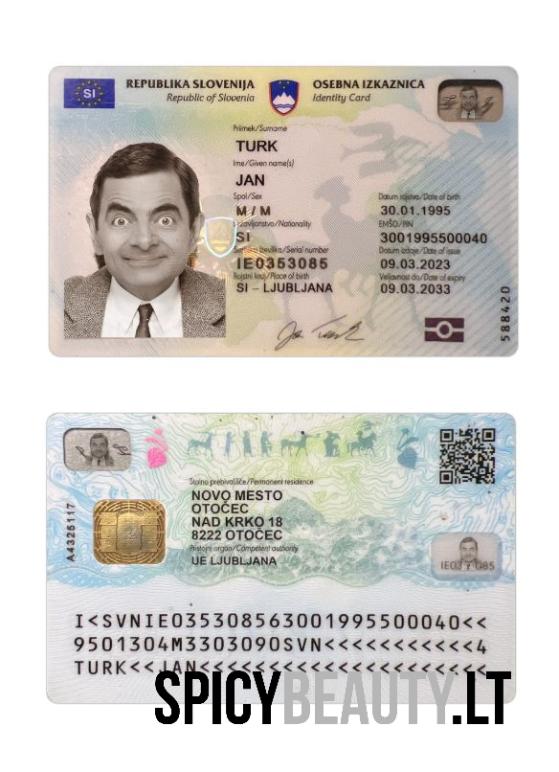 SI
REPUBLIKA SLOVENIJA
Republic of Slovenia
OSEBNA IZKAZNICA
Identity Card
Priimek/Surname
TURK
Ime/Given name(s)
JAN
Spol/Sex
M / M
Državljanstvo/Nationality
SI
Serijska številka/Serial number
IE0353085
Rojstni kraj/Place of birth
SI – LJUBLJANA
Datum rojstva/Date of birth
30.01.1995
EMŠO/PIN
3001995500040
Datum izdaje/Date of issue
09.03.2023
Veljavnost do/Date of expiry
09.03.2033
588420
Stalno prebivališče/Permanent residence
NOVO MESTO
OTOČEC
NAD KRKO 18
8222 OTOČEC
Pristojni organ/Competent authority
UE LJUBLJANA
A4325117
I<SVNIE035308563001995500040<<
9501304M3303090SVN<<<<<<<<<<<4
TURK<<JAN<<<<<<<<<<<<<<<<<<<<<
SPICYBEAUTY.LT